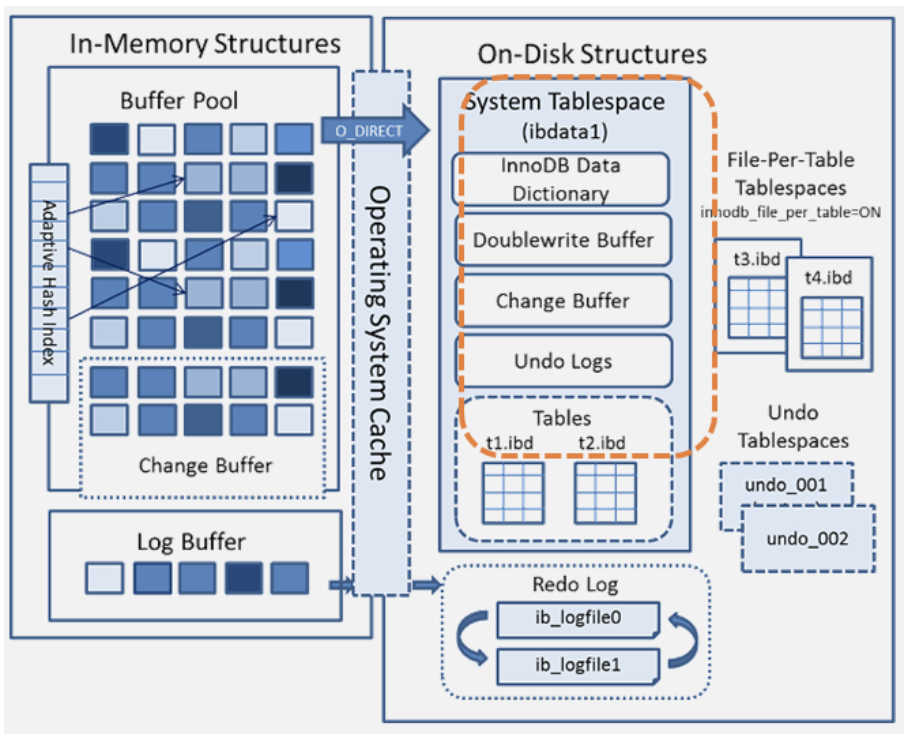 In-Memory Structures
Buffer Pool
Adaptive Hash Index
Change Buffer
Log Buffer
O_DIRECT
Operating System Cache
On-Disk Structures
System Tablespace
(ibdata1)
InnoDB Data
Dictionary
Doublewrite Buffer
Change Buffer
Undo Logs
Tables
t1.ibd
t2.ibd
File-Per-Table
Tablespaces
innodb_file_per_table=ON
t3.ibd
t4.ibd
Undo
Tablespaces
undo_001
undo_002
Redo Log
ib_logfile0
ib_logfile1